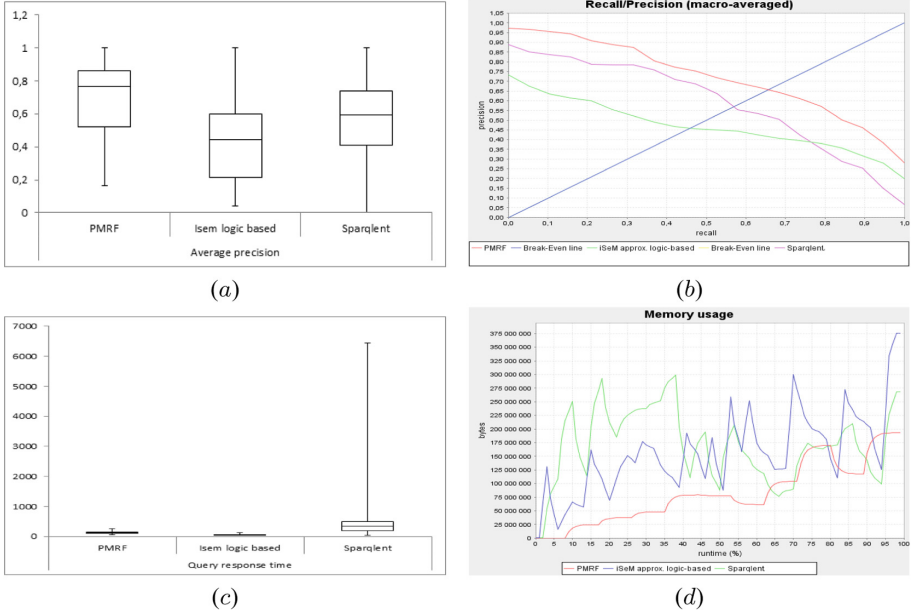 1,2
1
0,8
0,6
0,4
0,2
0
PMRF Isem logic based Sparqlent
Average precision
(a)
Recall/Precision (macro-averaged)
precision
1,00
0,95
0,90
0,85
0,80
0,75
0,70
0,65
0,60
0,55
0,50
0,45
0,40
0,35
0,30
0,25
0,20
0,15
0,10
0,05
0,00
0,0 0,1 0,2 0,3 0,4 0,5 0,6 0,7 0,8 0,9 1,0
recall
PMRF Break-Even line iSeM approx. logic-based Break-Even line Sparqlent.
(b)
7000
6000
5000
4000
3000
2000
1000
0
PMRF Isem logic based Sparqlent
Query response time
(c)
Memory usage
bytes
375 000 000
350 000 000
325 000 000
300 000 000
275 000 000
250 000 000
225 000 000
200 000 000
175 000 000
150 000 000
125 000 000
100 000 000
75 000 000
50 000 000
25 000 000
0
0 5 10 15 20 25 30 35 40 45 50 55 60 65 70 75 80 85 90 95 100
runtime (%)
PMRF iSeM approx. logic-based Sparqlent
(d)